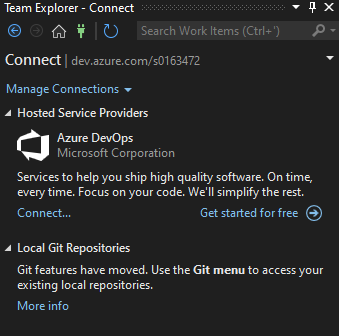 Team Explorer - Connect
Search Work Items (Ctrl+')
Connect | dev.azure.com/s0163472
Manage Connections
Hosted Service Providers
Azure DevOps
Microsoft Corporation
Services to help you ship high quality software. On time,
every time. Focus on your code. We'll simplify the rest.
Connect... Get started for free
Local Git Repositories
Git features have moved. Use the Git menu to access your
existing local repositories.
More info